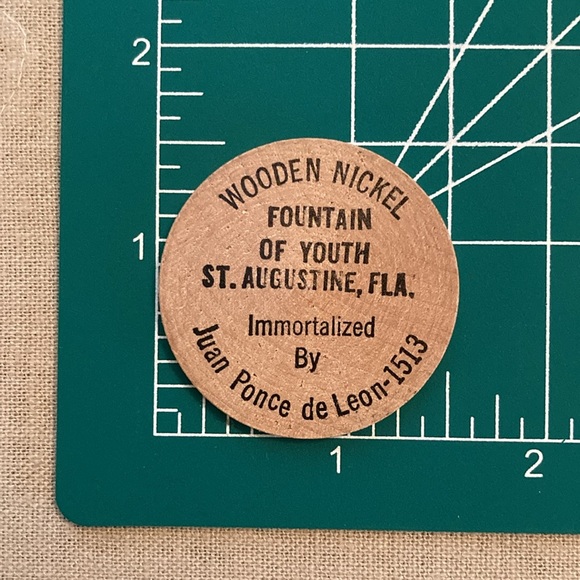 2
WOODEN NICKEL
FOUNTAIN
OF YOUTH
1
ST. AUGUSTINE, FLA.
Immortalized
By
Juan Ponce de Leon-1513
1
2